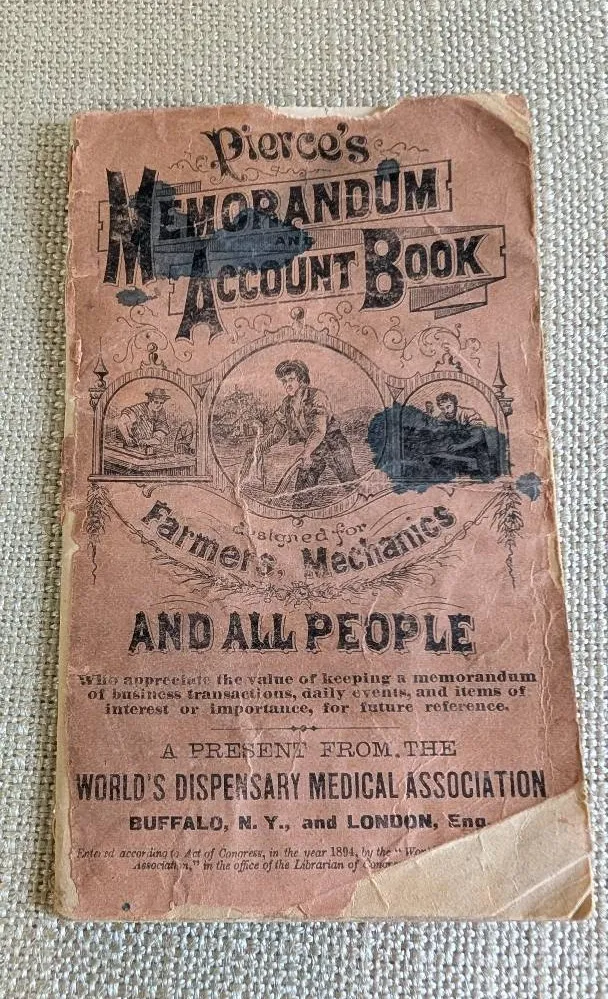 Pierce's
MEMORANDUM
AND
ACCOUNT BOOK
designed for
Farmers, Mechanics
AND ALL PEOPLE
Who appreciate the value of keeping a memorandum
of business transactions, daily events, and items of
interest or importance, for future reference.
A PRESENT FROM THE
WORLD'S DISPENSARY MEDICAL ASSOCIATION
BUFFALO, N. Y., and LONDON, Eng.
Entered according to Act of Congress, in the year 1894, by the "
Association," in the office of the Librarian of